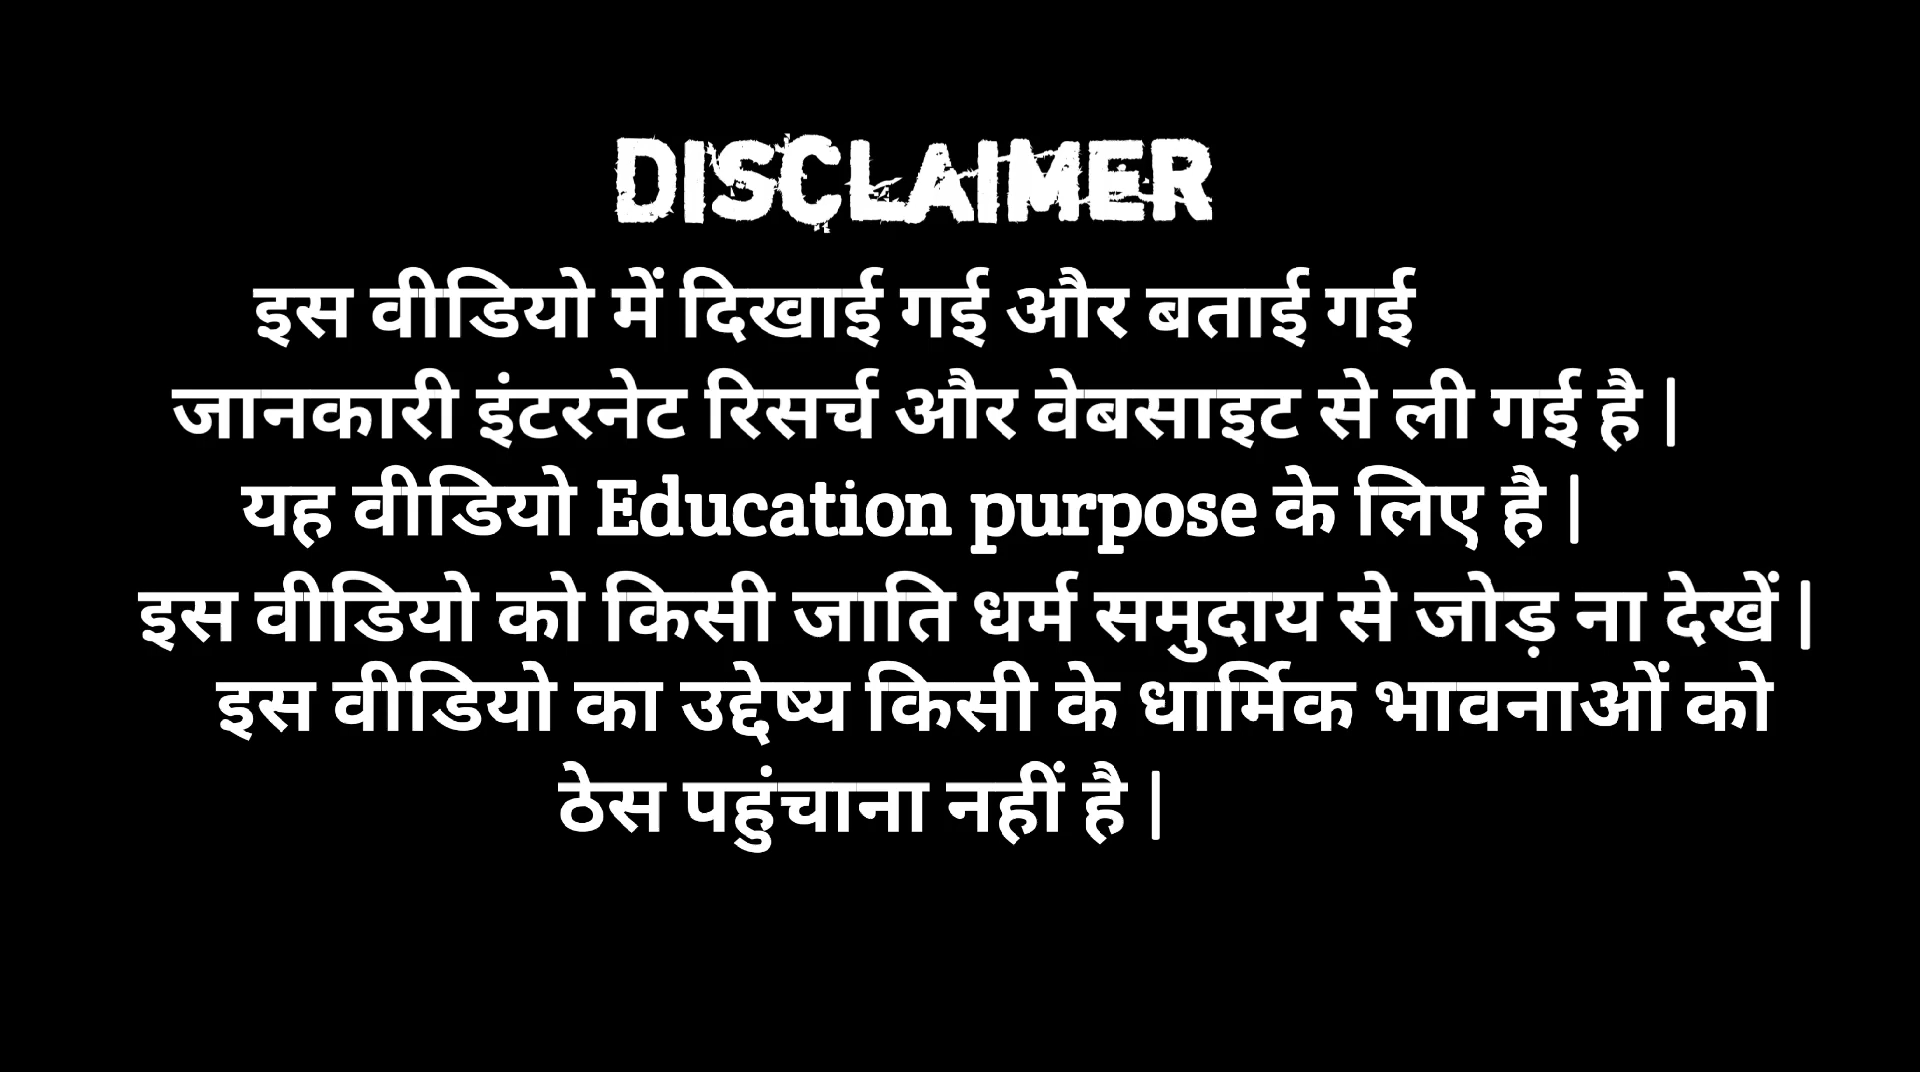 DISCLAIMER
इस वीडियो में दिखाई गई और बताई गई
जानकारी इंटरनेट रिसर्च और वेबसाइट से ली गई है |
यह वीडियो Education purpose के लिए है |
इस वीडियो को किसी जाति धर्म समुदाय से जोड़ ना देखें |
इस वीडियो का उद्देष्य किसी के धार्मिक भावनाओं को
ठेस पहुंचाना नहीं है |